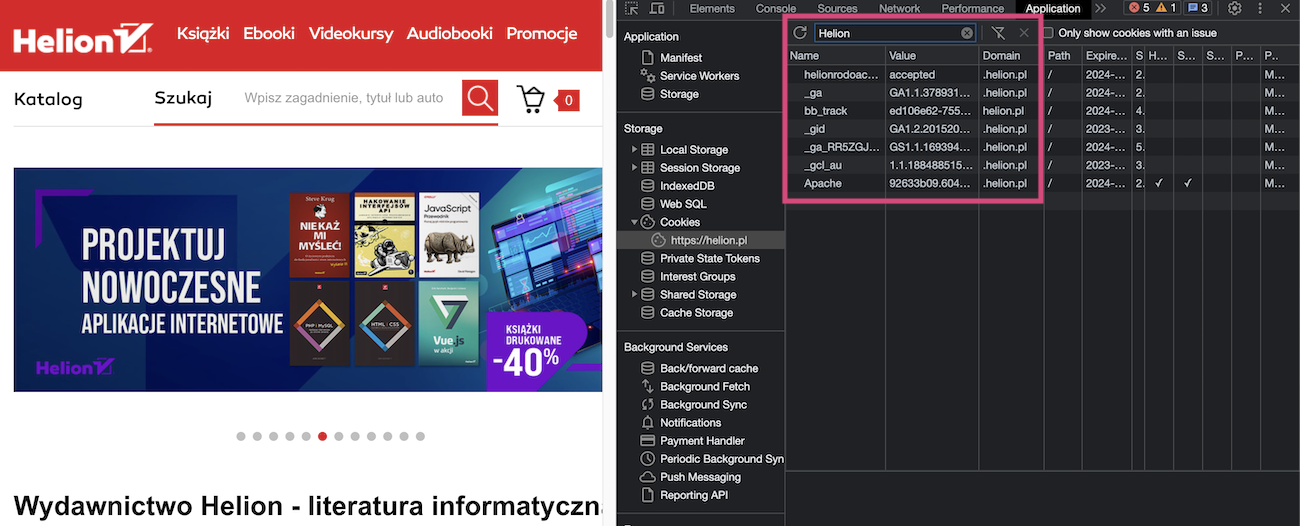 Helion
Książki Ebooki Videokursy Audiobooki Promocje
Katalog
Szukaj
Wpisz zagadnienie, tytuł lub auto
0
PROJEKTUJ
NOWOCZESNE
APLIKACJE INTERNETOWE
Helion
Steve Krug
NIE KAŻ
MI
MYŚLEĆ!
HAKOWANIE
INTERFEJSÓW
API
JavaScript
Przewodnik
PHP i MySQL
HTML i CSS
Vue.js
w akcji
KSIĄŻKI
DRUKOWANE
-40%
Wydawnictwo Helion - literatura informatyczna
Elements Console Sources Network Performance Application
5 1 3
Application
Manifest
Service Workers
Storage
Storage
Local Storage
Session Storage
IndexedDB
Web SQL
Cookies
https://helion.pl
Private State Tokens
Interest Groups
Shared Storage
Cache Storage
Background Services
Back/forward cache
Background Fetch
Background Sync
Notifications
Payment Handler
Periodic Background Syn
Push Messaging
Reporting API
Helion
Only show cookies with an issue
Name Value Domain Path Expire... S H... S... S... P... P..
helionrodoac... accepted .helion.pl / 2024-... 2. M...
_ga GA1.1.378931... .helion.pl / 2024-... 2. M...
bb_track ed106e62-755... helion.pl / 2024-... 4. M...
_gid GA1.2.201520... .helion.pl / 2023-... 3. M...
_ga_RR5ZGJ... GS1.1.169394... .helion.pl / 2024-... 5. M...
_gcl_au 1.1.188488515... .helion.pl / 2023-... 3. M...
Apache 92633b09.604... .helion.pl / 2024-... 2. ✓ ✓ M...